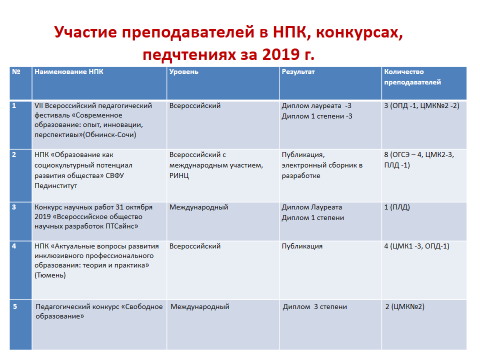 Участие преподавателей в НПК, конкурсах,
педчтениях за 2019 г.
№ Наименование НПК Уровень Результат Количество
преподавателей
1 VII Всероссийский педагогический Всероссийский Диплом лауреата -3 3 (ОПД -1, ЦМК№2 -2)
фестиваль «Современное Диплом 1 степени -3
образование: опыт, инновации,
перспективы»(Обнинск-Сочи)
2 НПК «Образование как Всероссийский с Публикация, 8 (ОГСЭ – 4, ЦМК2-3,
социокультурный потенциал международным участием, электронный сборник в ПЛД -1)
развития общества» СВФУ РИНЦ разработке
Пединститут
3 Конкурс научных работ 31 октября Международный Диплом Лауреата 1 (ПЛД)
2019 «Всероссийское общество Диплом 1 степени
научных разработок ПТСайнс»
4 НПК «Актуальные вопросы развития Всероссийский Публикация 4 (ЦМК1 -3, ОПД-1)
инклюзивного профессионального
образования: теория и практика»
(Тюмень)
5 Педагогический конкурс «Свободное Международный Диплом 3 степени 2 (ЦМК№2)
образование»